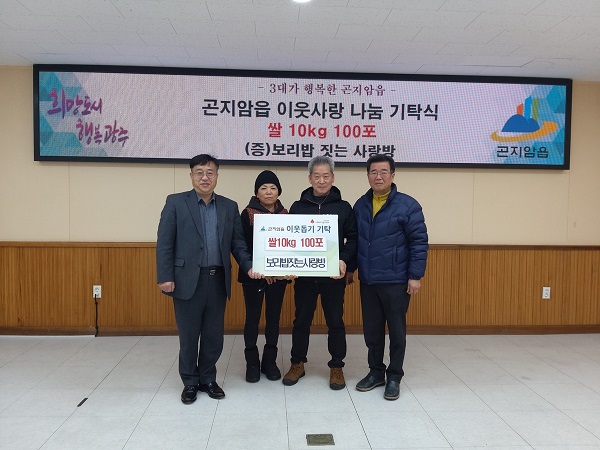 희망도시
행복광주
- 3대가 행복한 곤지암읍 -
곤지암읍 이웃사랑 나눔 기탁식
쌀 10kg 100포
(증)보리밥 짓는 사랑방
곤지암읍
곤지암읍 이웃돕기 기탁
쌀10kg 100포
보리밥짓는사랑방